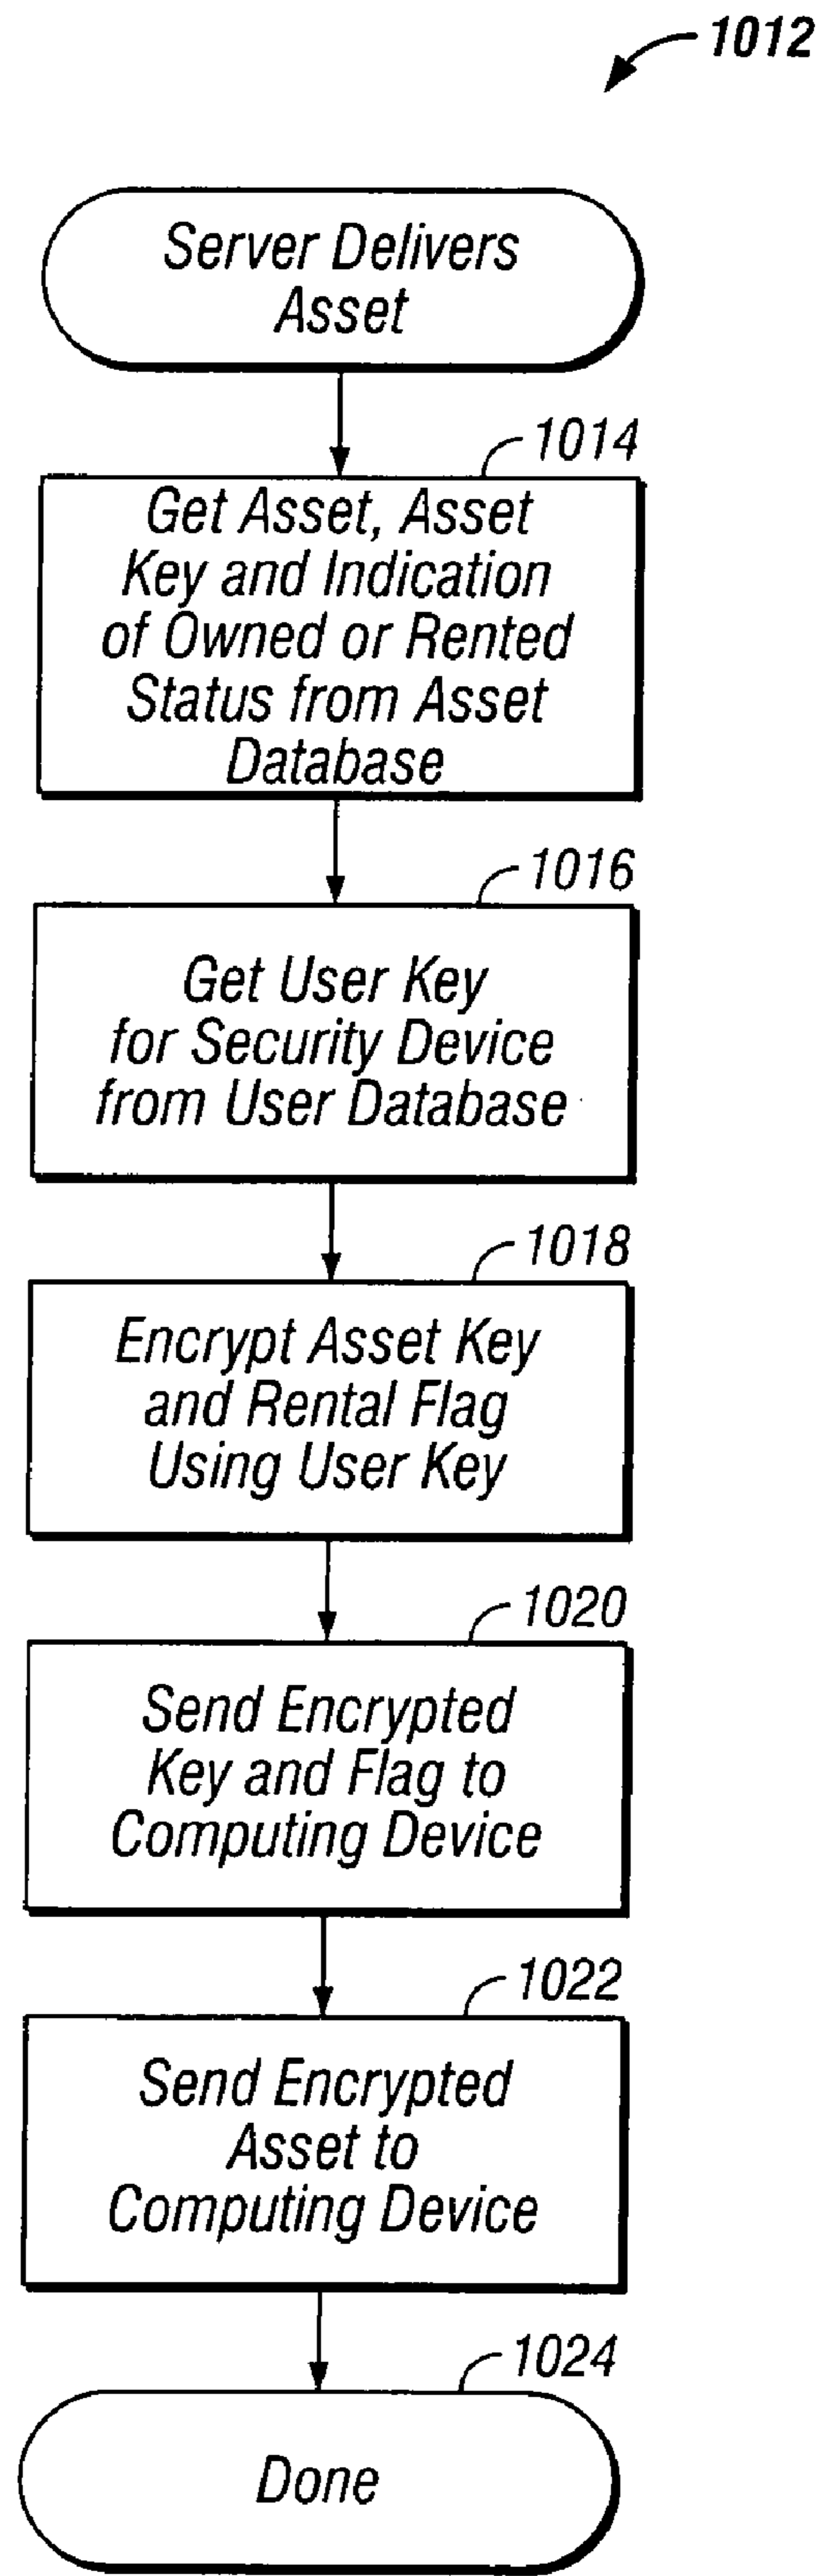 1012
Server Delivers
Asset
1014
Get Asset, Asset
Key and Indication
of Owned or Rented
Status from Asset
Database
1016
Get User Key
for Security Device
from User Database
1018
Encrypt Asset Key
and Rental Flag
Using User Key
1020
Send Encrypted
Key and Flag to
Computing Device
1022
Send Encrypted
Asset to
Computing Device
1024
Done